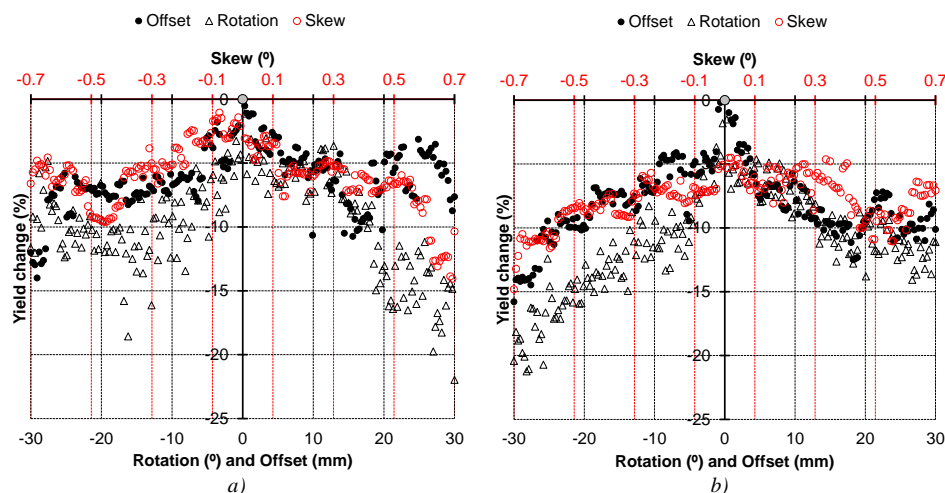 ● Offset △ Rotation ○ Skew
Skew (º)
-0.7 -0.5 -0.3 -0.1 0.1 0.3 0.5 0.7
0
-5
-10
-15
-20
-25
Yield change (%)
-30 -20 -10 0 10 20 30
Rotation (º) and Offset (mm)
a)
● Offset △ Rotation ○ Skew
Skew (º)
-0.7 -0.5 -0.3 -0.1 0.1 0.3 0.5 0.7
0
-5
-10
-15
-20
-25
Yield change (%)
-30 -20 -10 0 10 20 30
Rotation (º) and Offset (mm)
b)